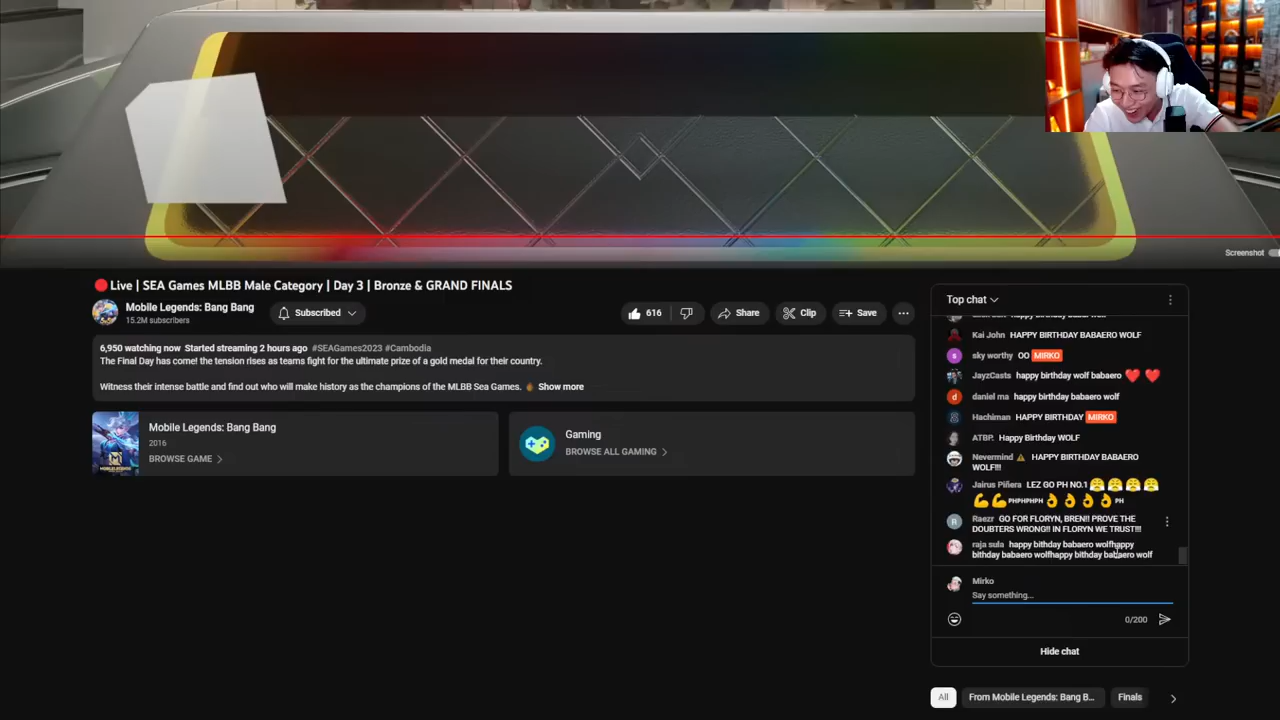 Screenshot
Live | SEA Games MLBB Male Category | Day 3 | Bronze & GRAND FINALS
Mobile Legends: Bang Bang
15.2M subscribers
Subscribed
616
Share
Clip
Save
6,950 watching now Started streaming 2 hours ago #SEAGames2023 #Cambodia
The Final Day has come! the tension rises as teams fight for the ultimate prize of a gold medal for their country.
Witness their intense battle and find out who will make history as the champions of the MLBB Sea Games. Show more
Mobile Legends: Bang Bang
2016
BROWSE GAME
Gaming
BROWSE ALL GAMING
Top chat
Kai John HAPPY BIRTHDAY BABAERO WOLF
sky worthy OO MIRKO
JayzCasts happy birthday wolf babaero
daniel ma happy birthday babaero wolf
Hachiman HAPPY BIRTHDAY MIRKO
ATBP. Happy Birthday WOLF
Nevermind HAPPY BIRTHDAY BABAERO
WOLF!!!
Jairus Piñera LEZ GO PH NO.1
PHPHPHPH PH
Raezr GO FOR FLORYN, BREN!! PROVE THE
DOUBTERS WRONG!! IN FLORYN WE TRUST!!!
raja sula happy bithday babaero wolfhappy
bithday babaero wolfhappy bithday babaero wolf
Mirko
Say something...
0/200
Hide chat
All
From Mobile Legends: Bang B...
Finals